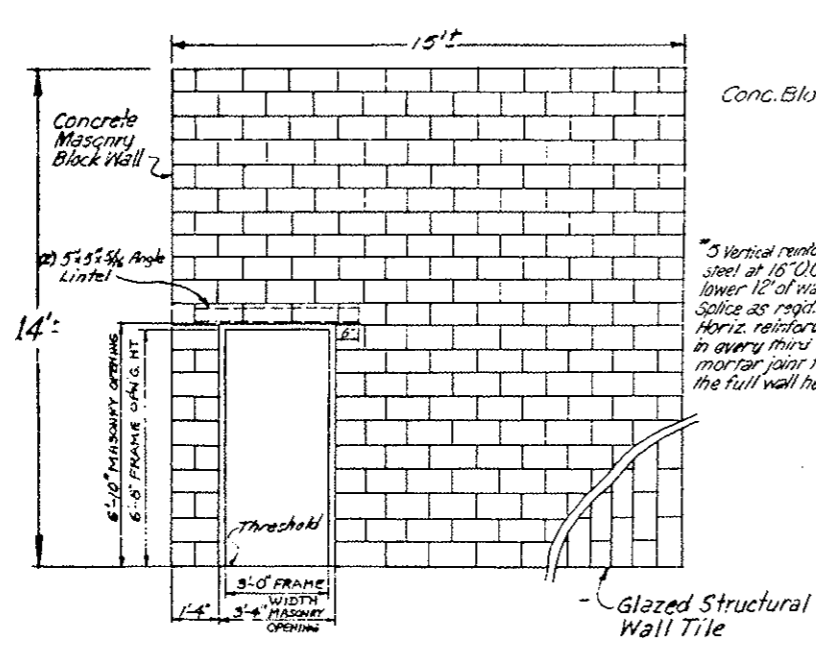 15'±
Concrete
Masonry
Block Wall
Conc. Blo
(2) 5"x5"x5/16 Angle
Lintel
14'±
6'-10" MASONRY OPENING
6'-8" FRAME OPN'G. HT
6"
#5 Vertical reinfo
steel at 16" O.C
lower 12' of wa
Splice as reqd.
Horiz. reinfor
in every third
mortar joint
the full wall he
Threshold
3'-0" FRAME
WIDTH
1'-4"
3'-4" MASONRY
OPENING
Glazed Structural
Wall Tile